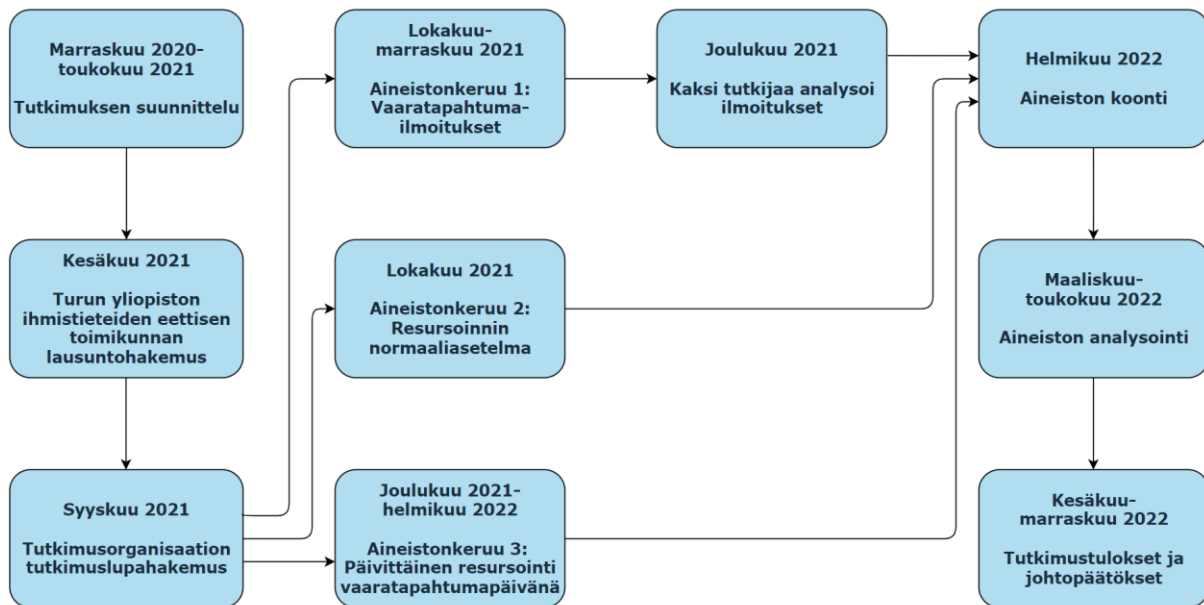 Marraskuu 2020-
toukokuu 2021
Tutkimuksen suunnittelu
Kesäkuu 2021
Turun yliopiston
ihmistieteiden eettisen
toimikunnan
lausuntohakemus
Syyskuu 2021
Tutkimusorganisaation
tutkimuslupahakemus
Lokakuu-
marraskuu 2021
Aineistonkeruu 1:
Vaaratapahtuma-
ilmoitukset
Lokakuu 2021
Aineistonkeruu 2:
Resursoinnin
normaaliasetelma
Joulukuu 2021-
helmikuu 2022
Aineistonkeruu 3:
Päivittäinen resursointi
vaaratapahtumapäivänä
Joulukuu 2021
Kaksi tutkijaa analysoi
ilmoitukset
Helmikuu 2022
Aineiston koonti
Maaliskuu-
toukokuu 2022
Aineiston analysointi
Kesäkuu-
marraskuu 2022
Tutkimustulokset ja
johtopäätökset